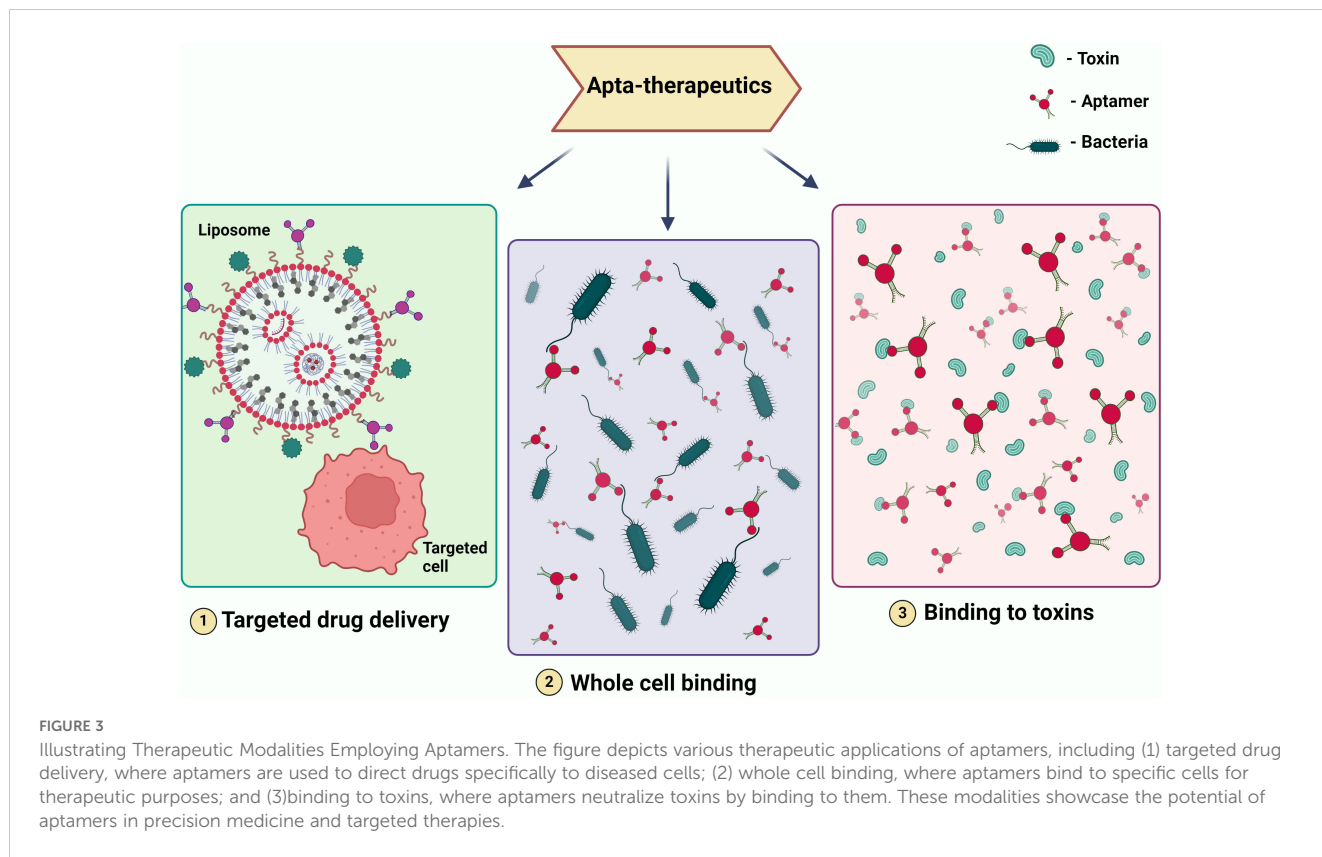 Apta-therapeutics
- Toxin
- Aptamer
- Bacteria
Liposome
Targeted
cell
1 Targeted drug delivery
2 Whole cell binding
3 Binding to toxins
FIGURE 3
Illustrating Therapeutic Modalities Employing Aptamers. The figure depicts various therapeutic applications of aptamers, including (1) targeted drug
delivery, where aptamers are used to direct drugs specifically to diseased cells; (2) whole cell binding, where aptamers bind to specific cells for
therapeutic purposes; and (3)binding to toxins, where aptamers neutralize toxins by binding to them. These modalities showcase the potential of
aptamers in precision medicine and targeted therapies.